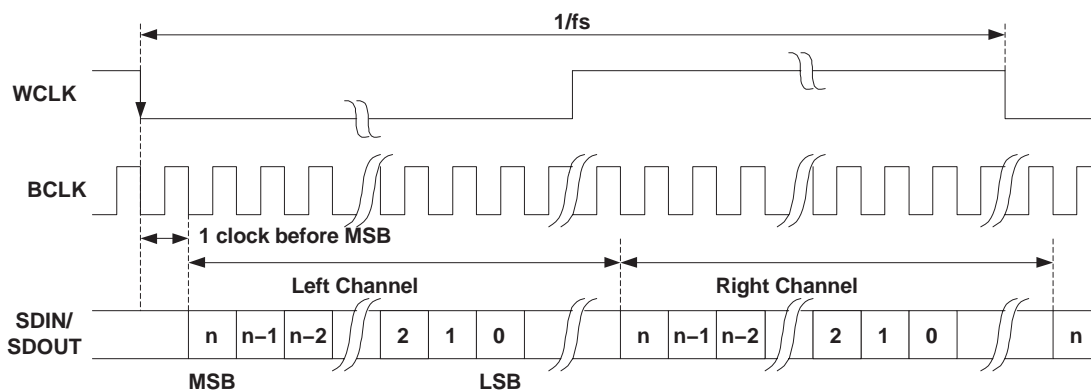 1/fs
WCLK
BCLK
1 clock before MSB
Left Channel
Right Channel
SDIN/
SDOUT
n n−1 n−2 2 1 0 n n−1 n−2 2 1 0 n
MSB LSB